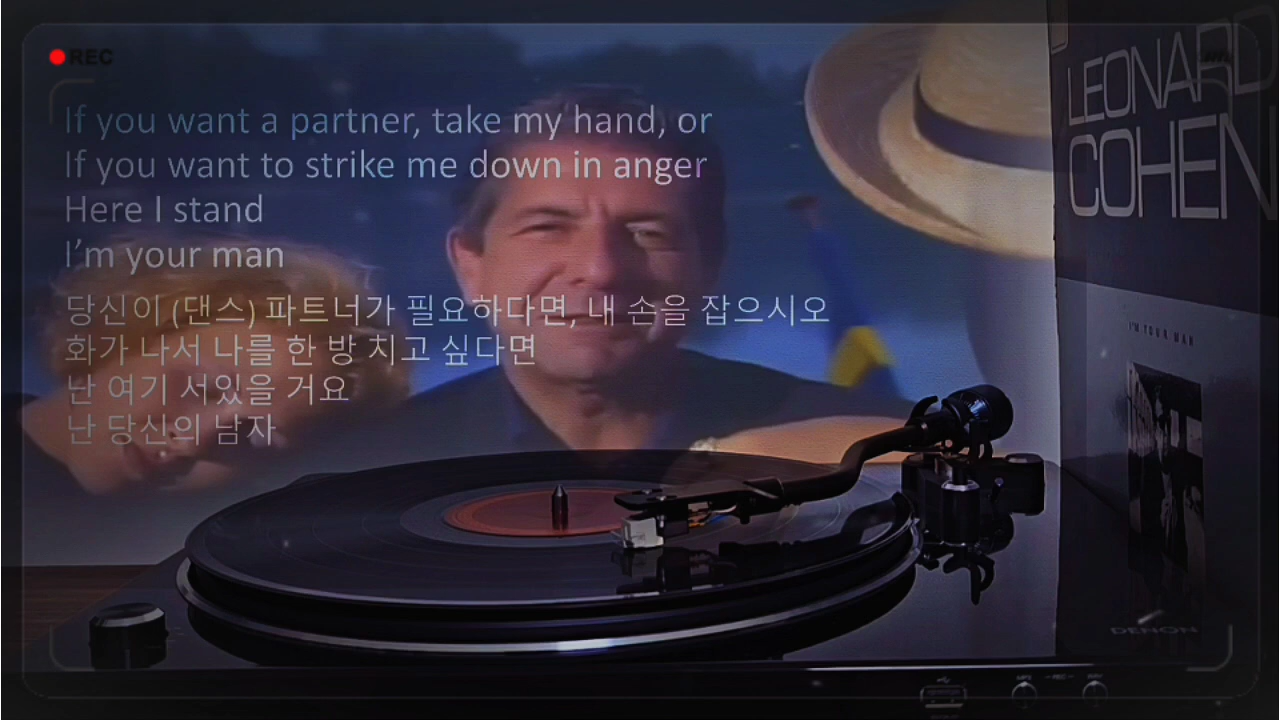 REC
If you want a partner, take my hand, or
If you want to strike me down in anger
Here I stand
I'm your man
당신이 (댄스) 파트너가 필요하다면, 내 손을 잡으시오
화가 나서 나를 한 방 치고 싶다면
난 여기 서있을 거요
난 당신의 남자
LEONARD
COHEN
I'M YOUR MAN
DENON